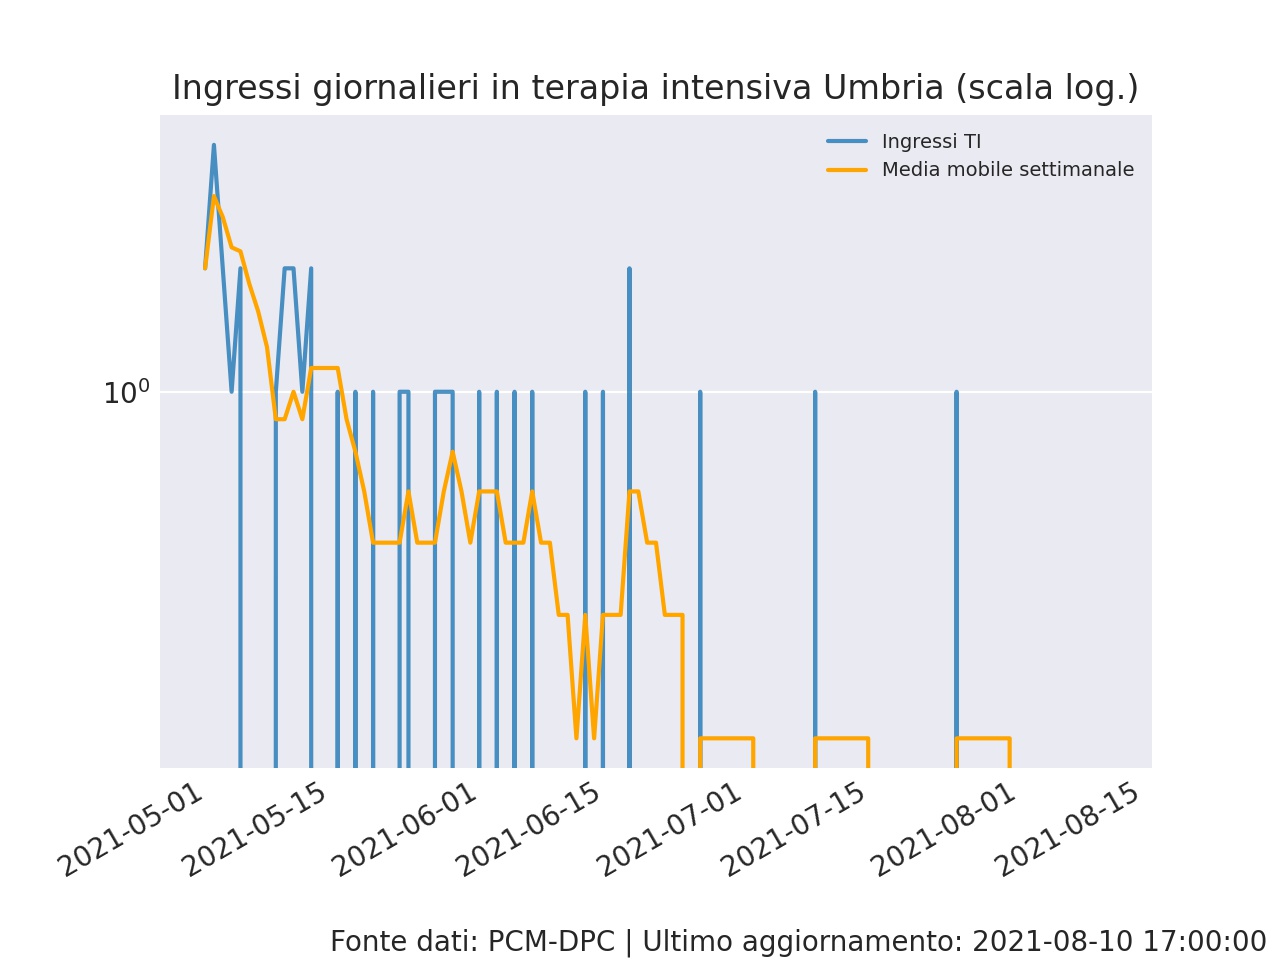 Ingressi giornalieri in terapia intensiva Umbria (scala log.)
Ingressi TI
Media mobile settimanale
10⁰
2021-05-01
2021-05-15
2021-06-01
2021-06-15
2021-07-01
2021-07-15
2021-08-01
2021-08-15
Fonte dati: PCM-DPC | Ultimo aggiornamento: 2021-08-10 17:00:00